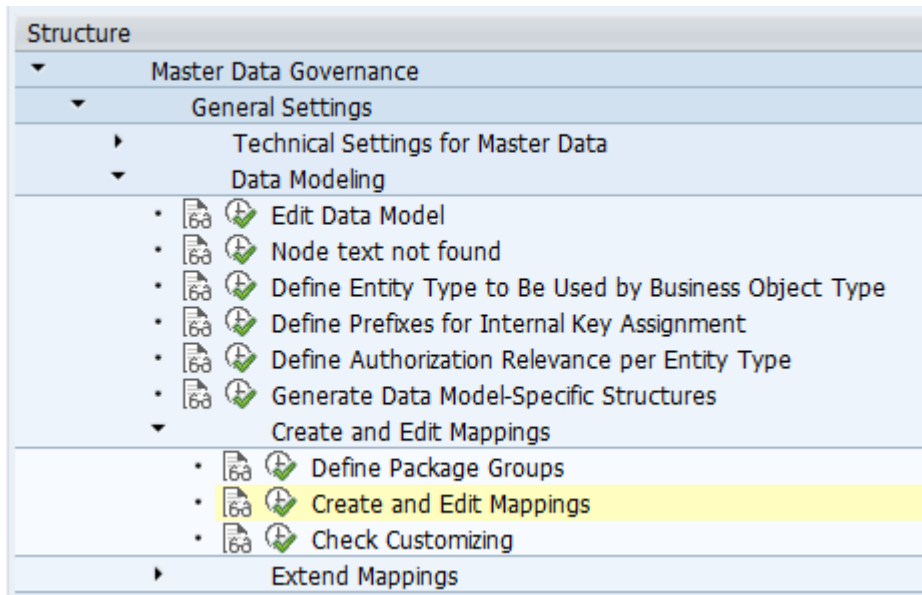 Structure
Master Data Governance
General Settings
Technical Settings for Master Data
Data Modeling
Edit Data Model
Node text not found
Define Entity Type to Be Used by Business Object Type
Define Prefixes for Internal Key Assignment
Define Authorization Relevance per Entity Type
Generate Data Model-Specific Structures
Create and Edit Mappings
Define Package Groups
Create and Edit Mappings
Check Customizing
Extend Mappings